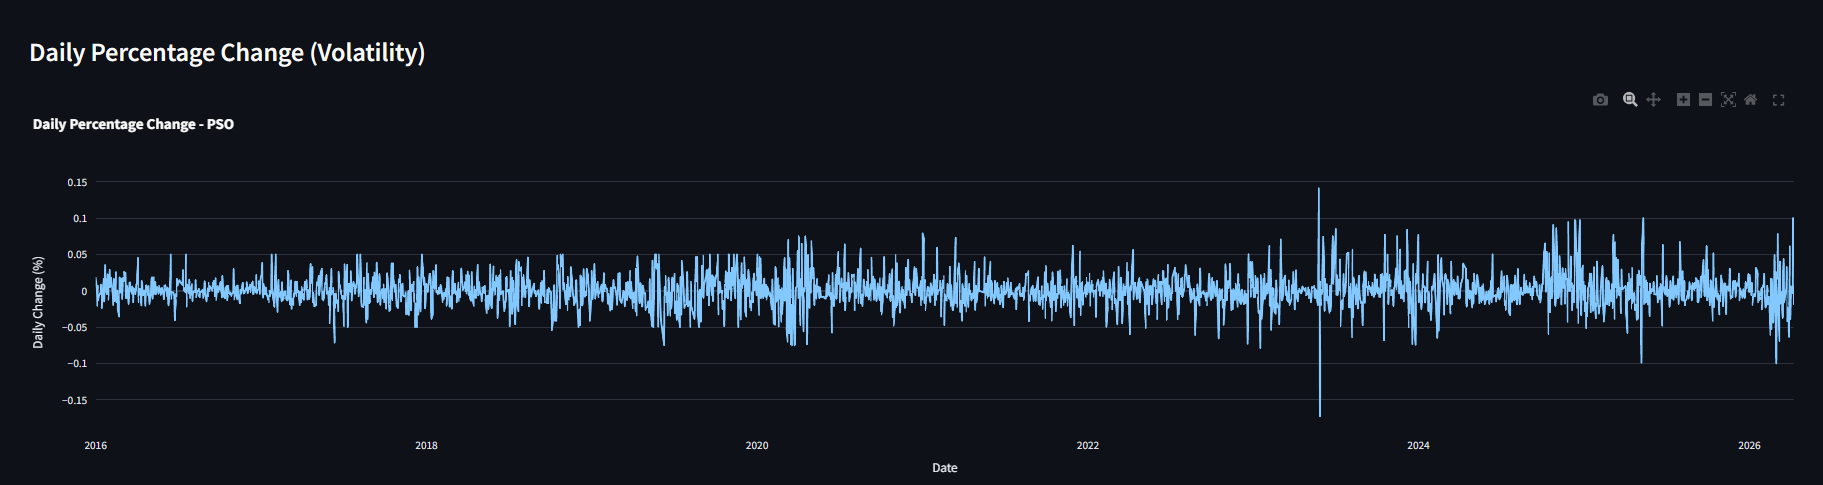 Daily Percentage Change (Volatility)
Daily Percentage Change - PSO
0.15
0.1
0.05
0
−0.05
−0.1
−0.15
Daily Change (%)
2016 2018 2020 2022 2024 2026
Date